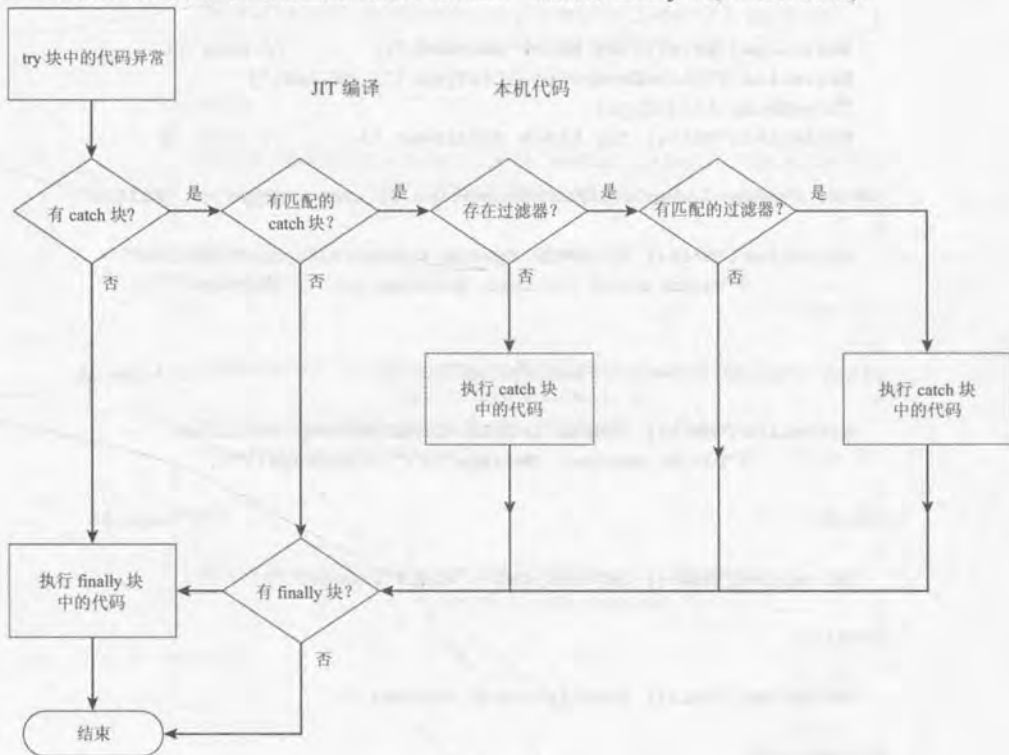 try 块中的代码异常
JIT 编译
本机代码
有 catch 块?
是
有匹配的
catch 块?
是
存在过滤器?
是
有匹配的过滤器?
是
否
否
否
否
执行 catch 块
中的代码
执行 catch 块
中的代码
执行 finally 块
中的代码
有 finally 块?
否
结束